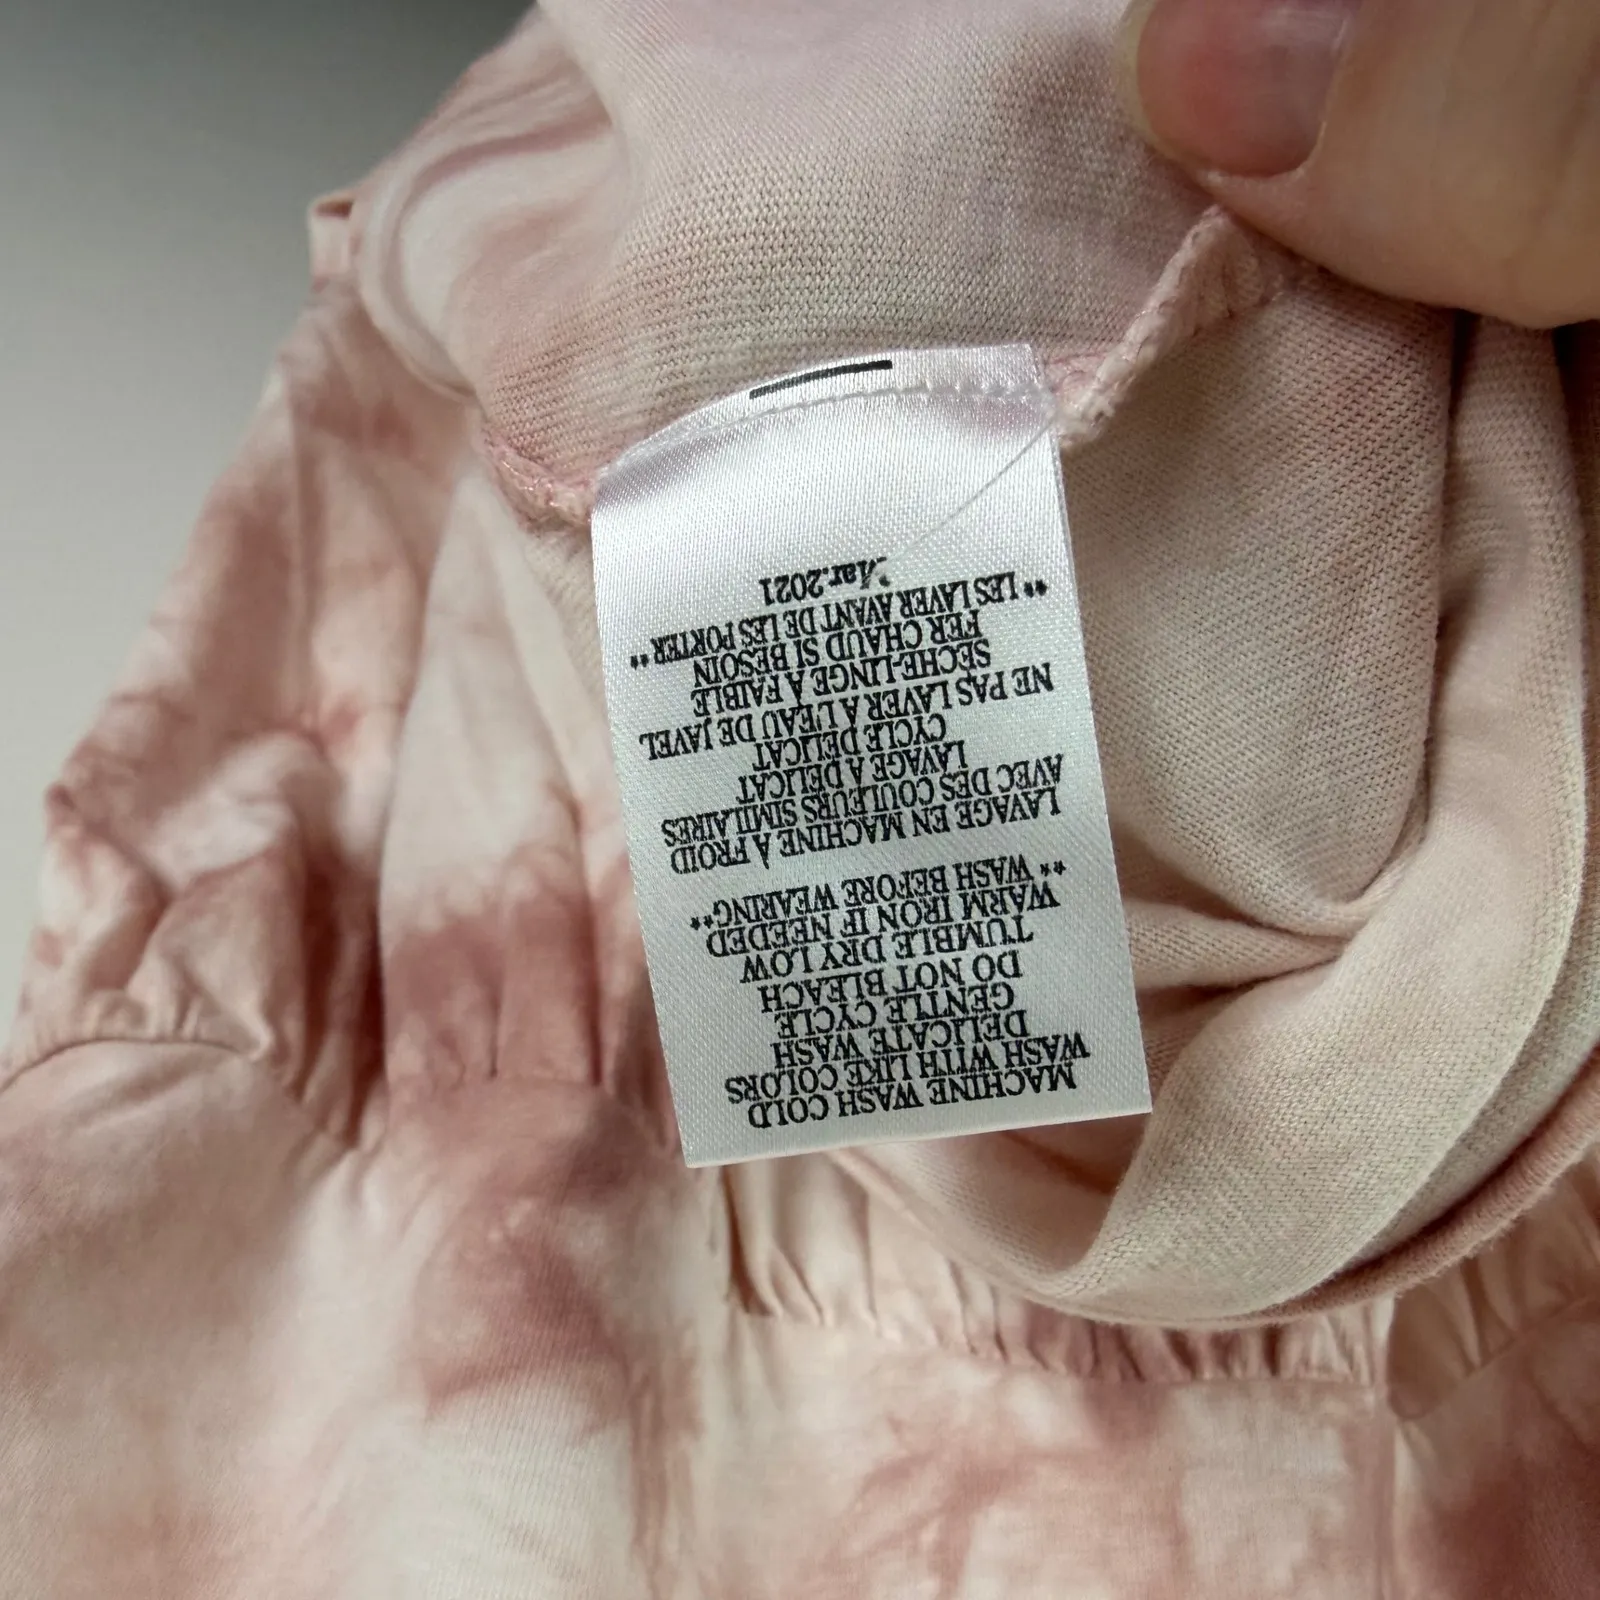 MACHINE WASH COLD
WASH WITH LIKE COLORS
DELICATE WASH
GENTLE CYCLE
DO NOT BLEACH
TUMBLE DRY LOW
WARM IRON IF NEEDED
** WASH BEFORE WEARING**
LAVAGE EN MACHINE À FROID
AVEC DES COULEURS SIMILAIRES
LAVAGE A DELICAT
CYCLE DELICAT
NE PAS LAVER À L'EAU DE JAVEL
SECHE-LINGE À FAIBLE
FER CHAUD SI BESOIN
** LES LAVER AVANT DE LES PORTER**
Mar.2021